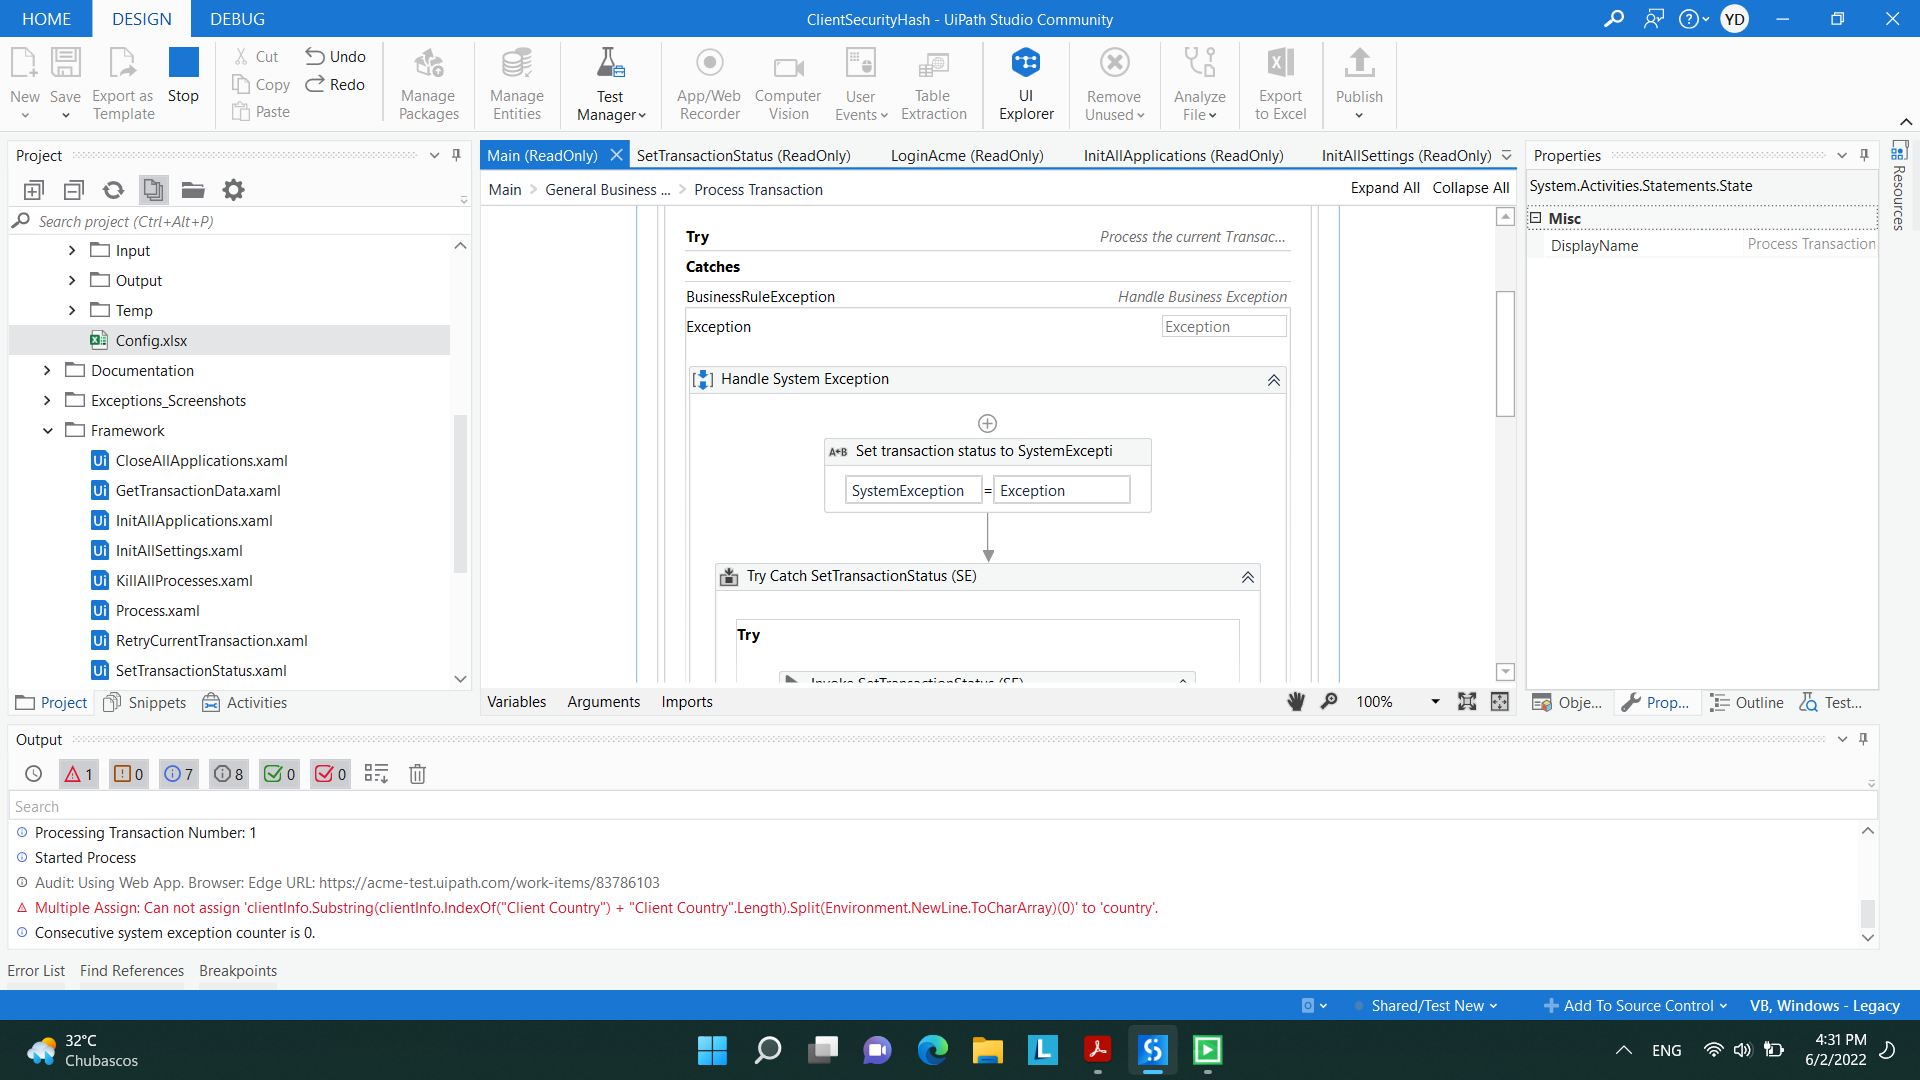 HOME DESIGN DEBUG
ClientSecurityHash - UiPath Studio Community
YD
New
Save
Export as Template
Stop
Cut
Copy
Paste
Undo
Redo
Manage Packages
Manage Entities
Test Manager
App/Web Recorder
Computer Vision
User Events
Table Extraction
UI Explorer
Remove Unused
Analyze File
Export to Excel
Publish
Project
Search project (Ctrl+Alt+P)
Input
Output
Temp
Config.xlsx
Documentation
Exceptions_Screenshots
Framework
CloseAllApplications.xaml
GetTransactionData.xaml
InitAllApplications.xaml
InitAllSettings.xaml
KillAllProcesses.xaml
Process.xaml
RetryCurrentTransaction.xaml
SetTransactionStatus.xaml
Project Snippets Activities
Main (ReadOnly) SetTransactionStatus (ReadOnly) LoginAcme (ReadOnly) InitAllApplications (ReadOnly) InitAllSettings (ReadOnly)
Main > General Business ... > Process Transaction
Expand All Collapse All
Try Process the current Transac...
Catches
BusinessRuleException Handle Business Exception
Exception Exception
Handle System Exception
A B Set transaction status to SystemExcepti
SystemException = Exception
Try Catch SetTransactionStatus (SE)
Try
Invoke SetTransactionStatus (SE)
Variables Arguments Imports
100%
Properties
System.Activities.Statements.State
Misc
DisplayName Process Transaction
Resources
Obje... Prop... Outline Test...
Output
1 0 7 8 0 0
Search
Processing Transaction Number: 1
Started Process
Audit: Using Web App. Browser: Edge URL: https://acme-test.uipath.com/work-items/83786103
Multiple Assign: Can not assign 'clientInfo.Substring(clientInfo.IndexOf("Client Country") + "Client Country".Length).Split(Environment.NewLine.ToCharArray)(0)' to 'country'.
Consecutive system exception counter is 0.
Error List Find References Breakpoints
Shared/Test New Add To Source Control VB, Windows - Legacy
32°C
Chubascos
ENG
4:31 PM
6/2/2022